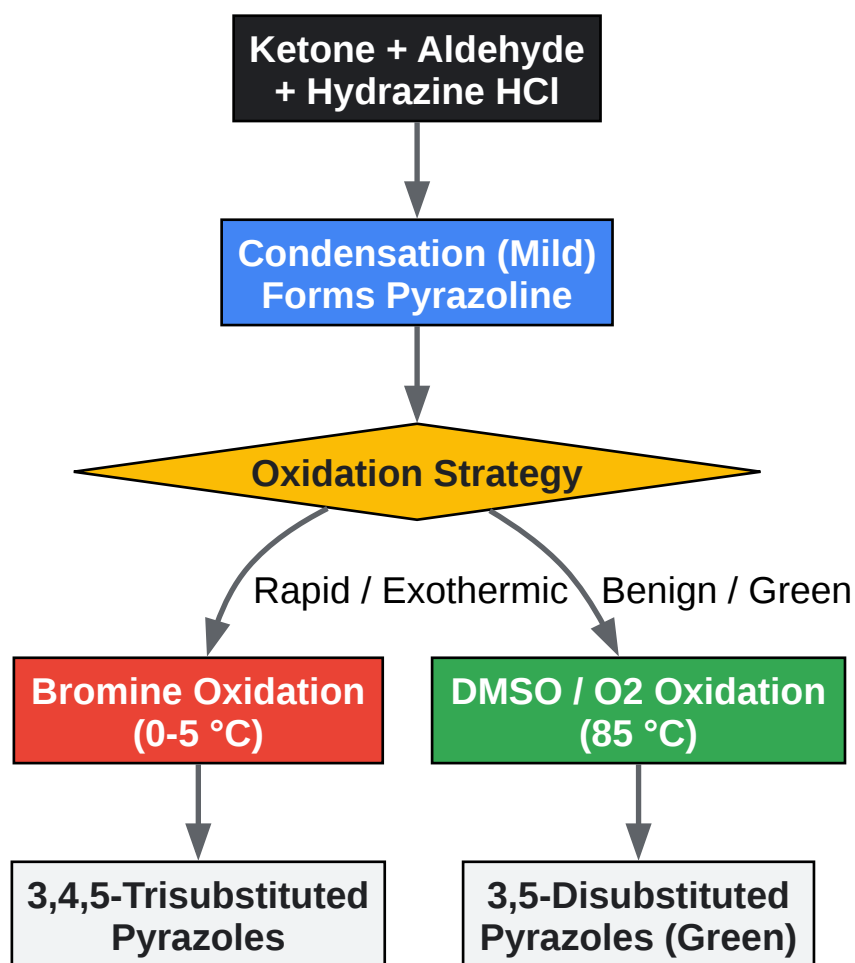 Ketone + Aldehyde
+ Hydrazine HCl
Condensation (Mild)
Forms Pyrazoline
Oxidation Strategy
Rapid / Exothermic
Benign / Green
Bromine Oxidation
(0-5 °C)
DMSO / O2 Oxidation
(85 °C)
3,4,5-Trisubstituted
Pyrazoles
3,5-Disubstituted
Pyrazoles (Green)